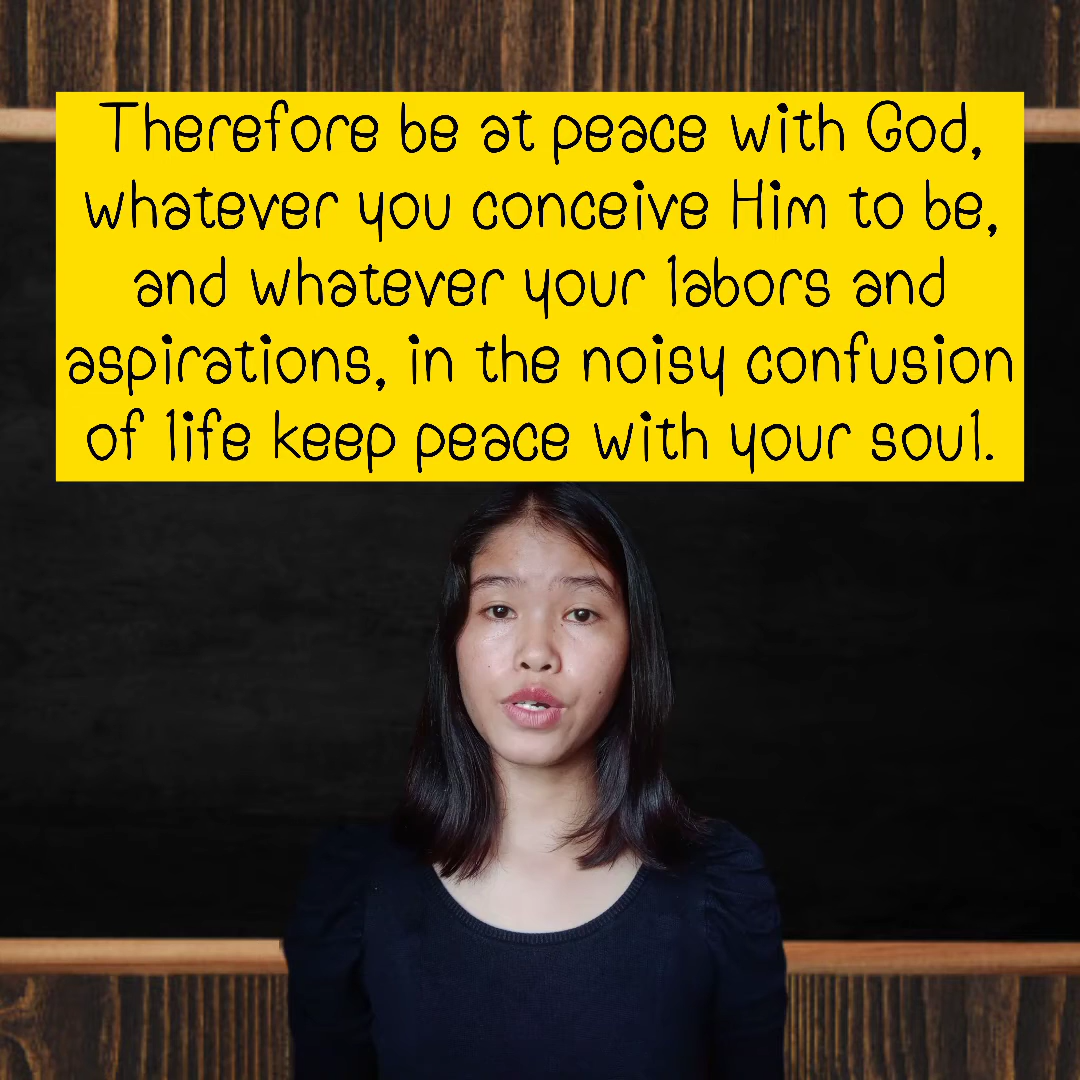 Therefore be at peace with God,
whatever you conceive Him to be,
and whatever your labors and
aspirations, in the noisy confusion
of life keep peace with your soul.